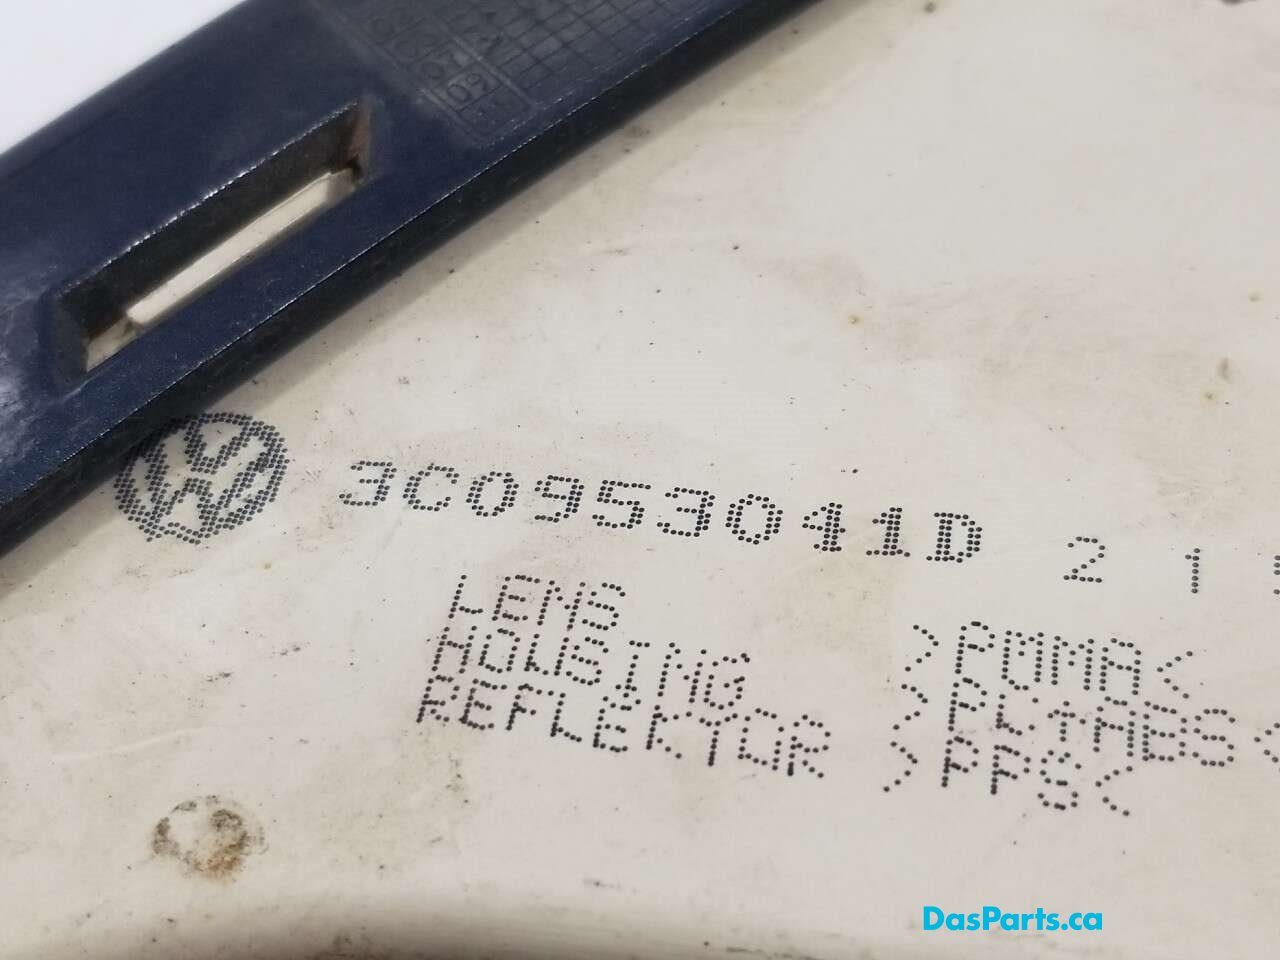 3C0953041D 2 1
LENS >PMMA<
HOUSING >PC+ABS<
REFLEKTOR >PPS<
DasParts.ca